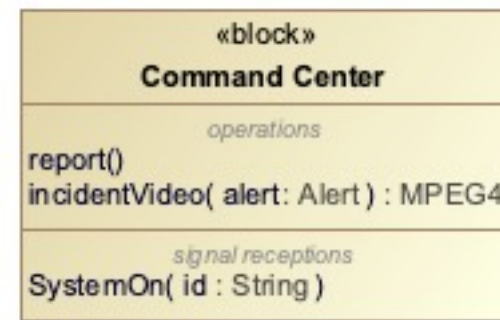 «block»
Command Center
operations
report()
incidentVideo( alert: Alert ) : MPEG4
signal receptions
SystemOn( id : String )